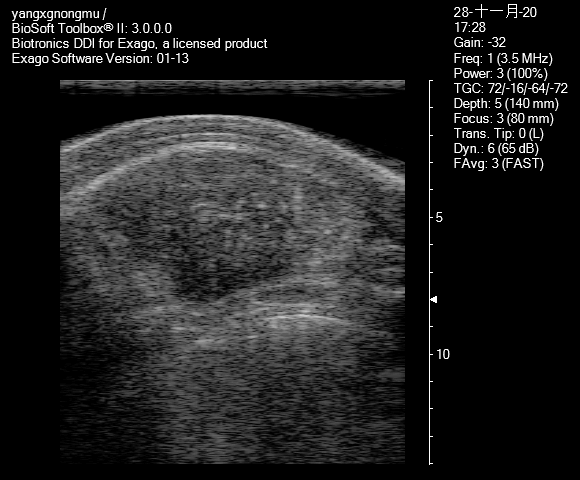 yangxgnongmu /
BioSoft Toolbox® II: 3.0.0.0
Biotronics DDI for Exago, a licensed product
Exago Software Version: 01-13
28-十一月-20
17:28
Gain: -32
Freq: 1 (3.5 MHz)
Power: 3 (100%)
TGC: 72/-16/-64/-72
Depth: 5 (140 mm)
Focus: 3 (80 mm)
Trans. Tip: 0 (L)
Dyn.: 6 (65 dB)
FAvg: 3 (FAST)
5
10